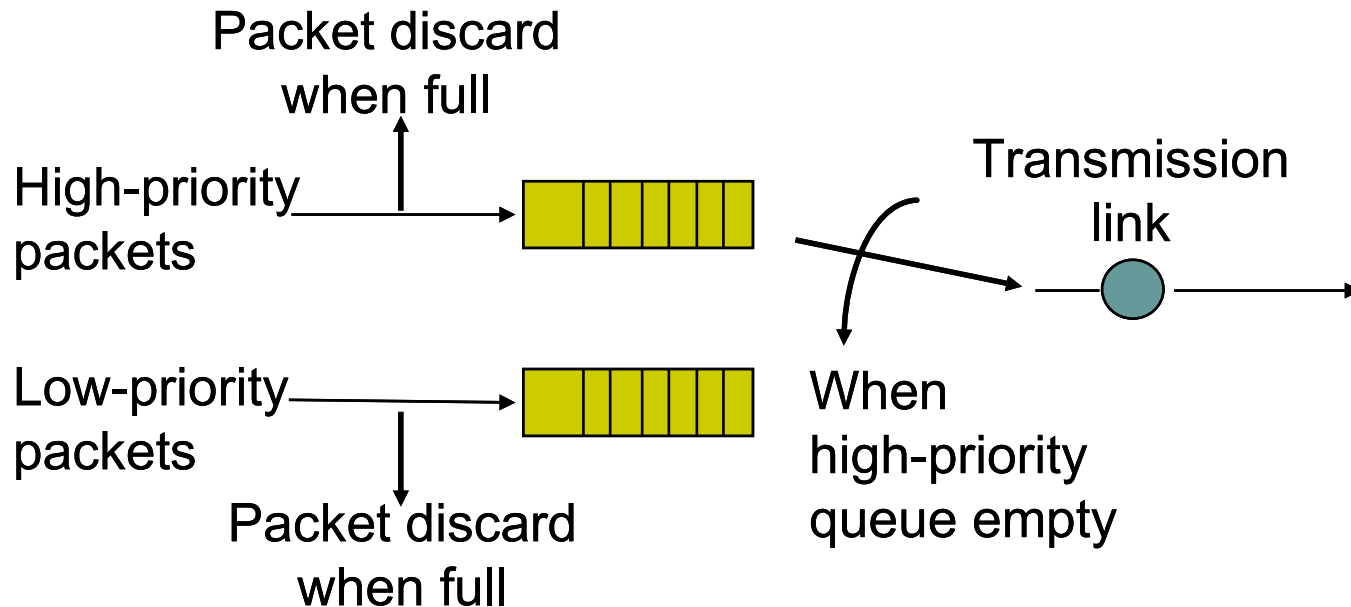 Packet discard
when full
High-priority
packets
Transmission
link
Low-priority
packets
When
high-priority
queue empty
Packet discard
when full